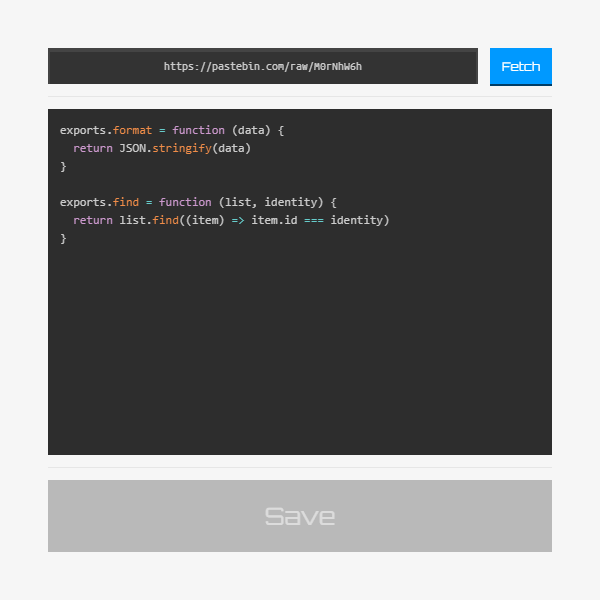 https://pastebin.com/raw/M0rNhW6h
Fetch
exports.format = function (data) {
  return JSON.stringify(data)
}

exports.find = function (list, identity) {
  return list.find((item) => item.id === identity)
}
Save